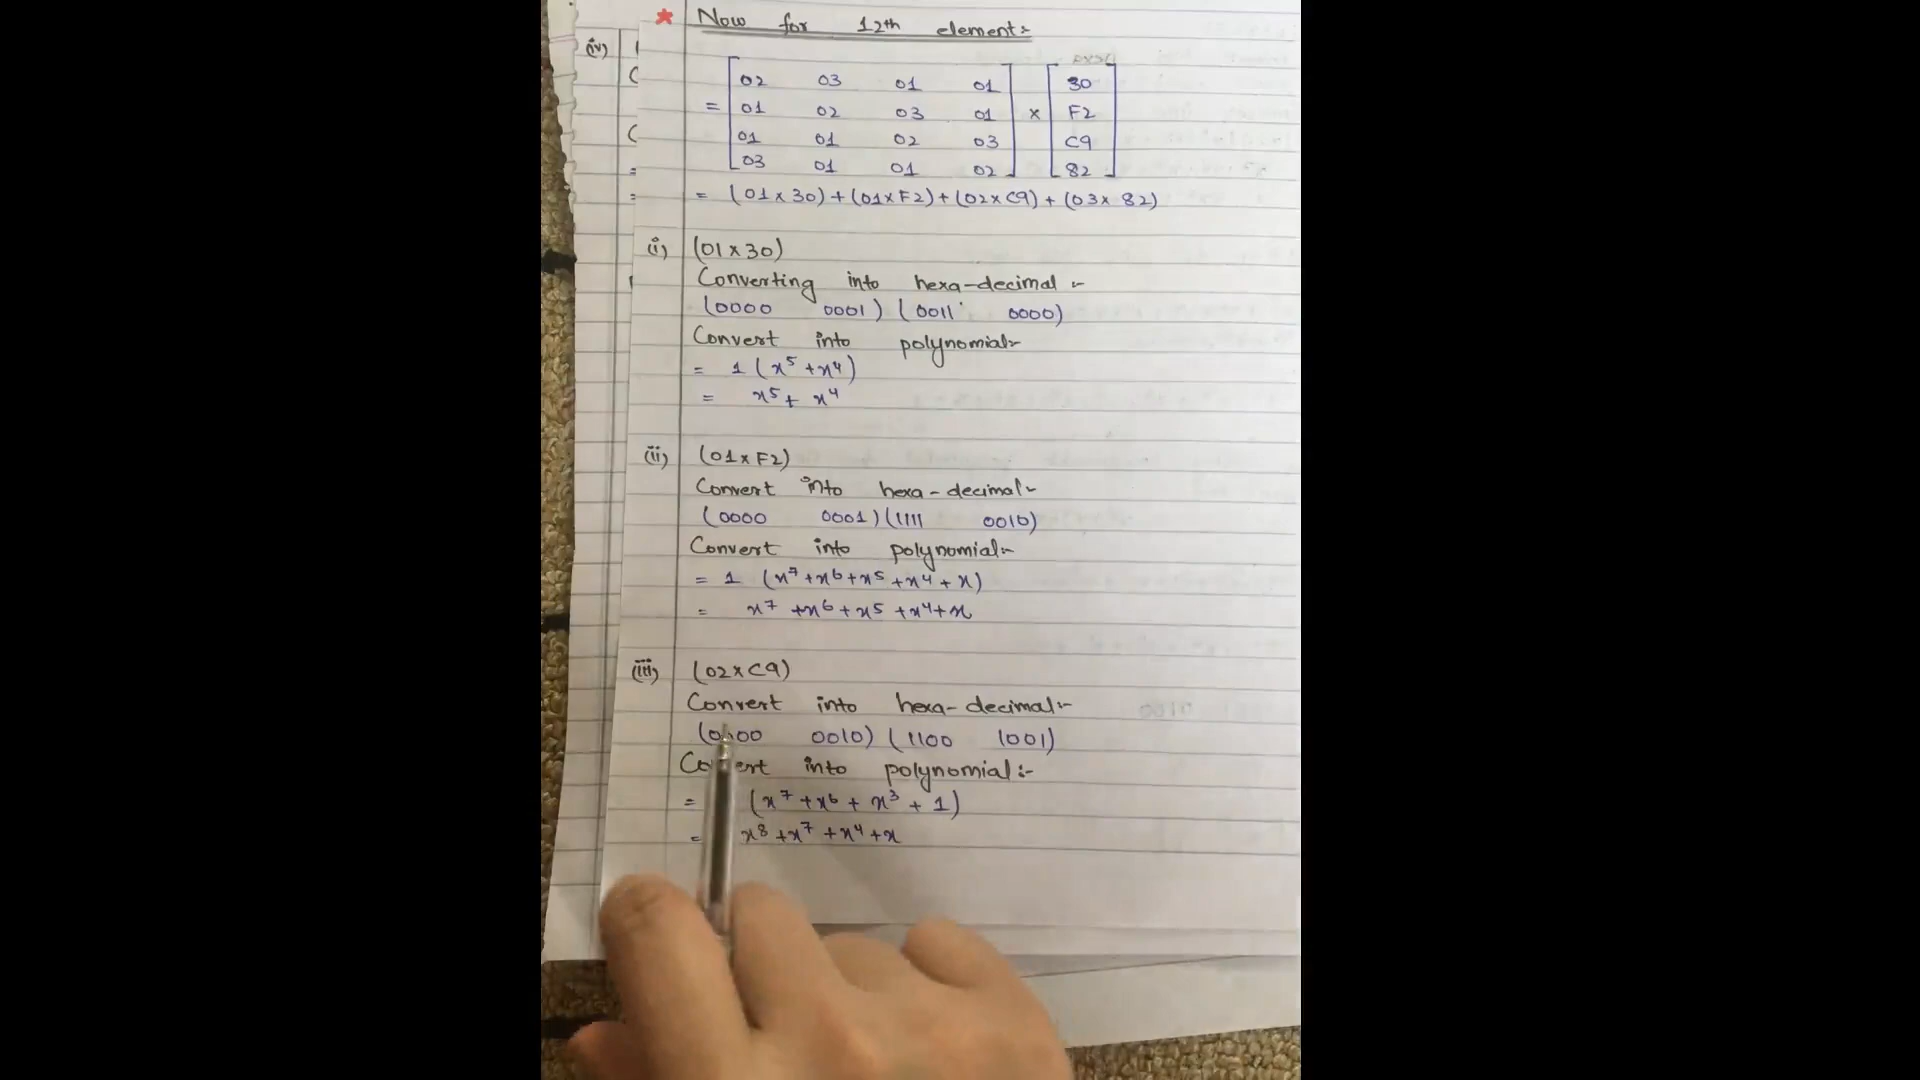 Now for 12th element:-
(iv)
02 03 01 01 30
= 01 02 03 01 x F2
01 01 02 03 C9
03 01 01 02 82
= (01 x 30) + (01 x F2) + (02 x C9) + (03 x 82)
(i) (01 x 30)
Converting into hexa-decimal :-
(0000 0001) (0011 0000)
Convert into polynomial:-
= 1 (x⁵ + x⁴)
= x⁵ + x⁴
(ii) (01 x F2)
Convert into hexa-decimal:-
(0000 0001) (1111 0010)
Convert into polynomial:-
= 1 (x⁷ + x⁶ + x⁵ + x⁴ + x)
= x⁷ + x⁶ + x⁵ + x⁴ + x
(iii) (02 x C9)
Convert into hexa-decimal:-
(0000 0010) (1100 1001)
Convert into polynomial:-
= (x⁷ + x⁶ + x³ + 1)
= x⁸ + x⁷ + x⁴ + x